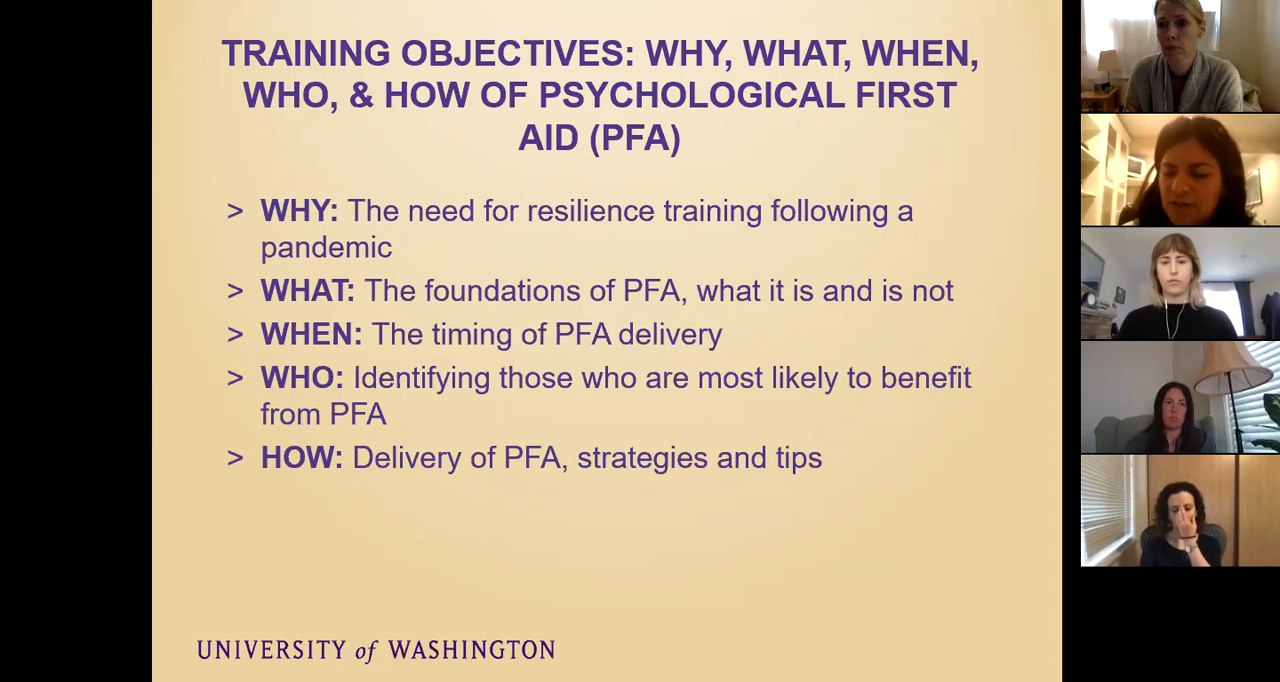 TRAINING OBJECTIVES: WHY, WHAT, WHEN,
WHO, & HOW OF PSYCHOLOGICAL FIRST
AID (PFA)
> WHY: The need for resilience training following a
pandemic
> WHAT: The foundations of PFA, what it is and is not
> WHEN: The timing of PFA delivery
> WHO: Identifying those who are most likely to benefit
from PFA
> HOW: Delivery of PFA, strategies and tips
UNIVERSITY of WASHINGTON